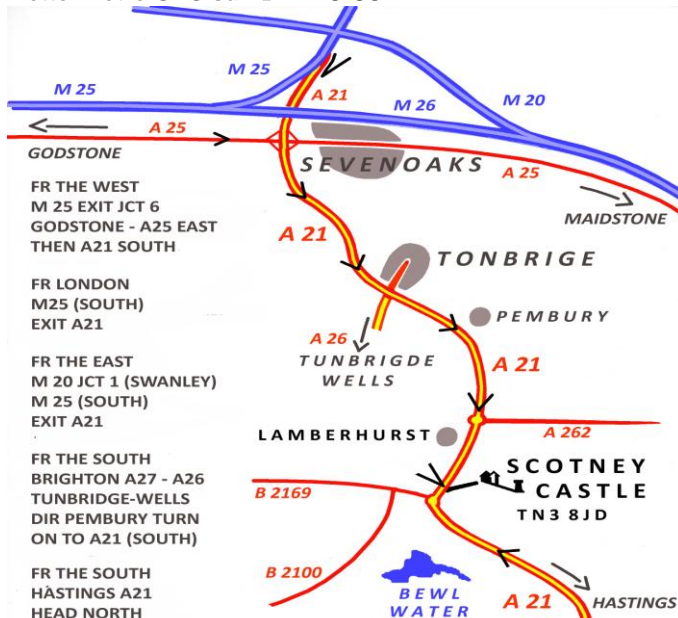 M 25
M 25
A 21
M 26
M 20
A 25
GODSTONE
SEVENOAKS
A 25
MAIDSTONE
FR THE WEST
M 25 EXIT JCT 6
GODSTONE - A25 EAST
THEN A21 SOUTH
A 21
TONBRIGE
FR LONDON
M25 (SOUTH)
EXIT A21
PEMBURY
A 26
TUNBRIGDE
WELLS
A 21
FR THE EAST
M 20 JCT 1 (SWANLEY)
M 25 (SOUTH)
EXIT A21
LAMBERHURST
A 262
FR THE SOUTH
BRIGHTON A27 - A26
TUNBRIDGE-WELLS
DIR PEMBURY TURN
ON TO A21 (SOUTH)
SCOTNEY
CASTLE
TN3 8JD
B 2169
B 2100
FR THE SOUTH
HASTINGS A21
HEAD NORTH
BEWL
WATER
A 21
HASTINGS